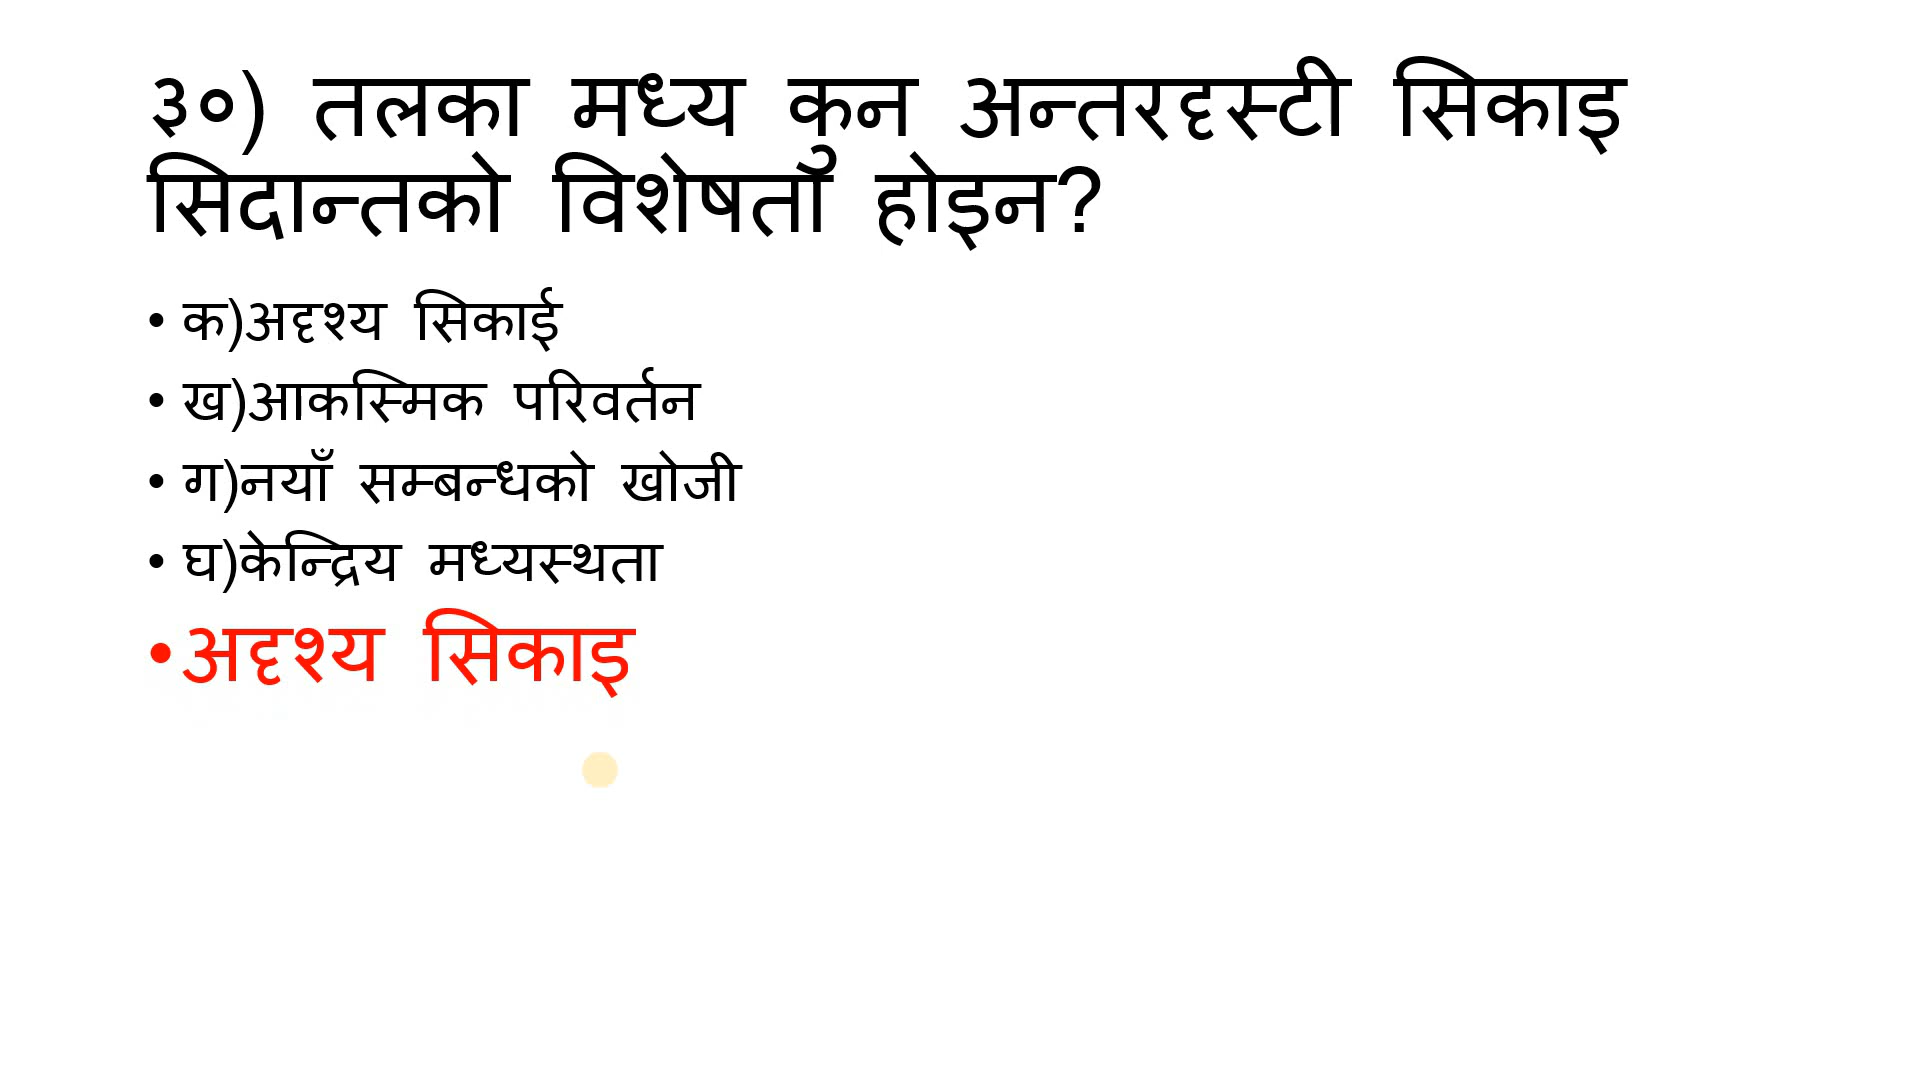 ३०) तलका मध्य कुन अन्तरदृस्टी सिकाइ
सिदान्तको विशेषता होइन?
• क)अदृश्य सिकाई
• ख)आकस्मिक परिवर्तन
• ग)नयाँ सम्बन्धको खोजी
• घ)केन्द्रिय मध्यस्थता
•अदृश्य सिकाइ